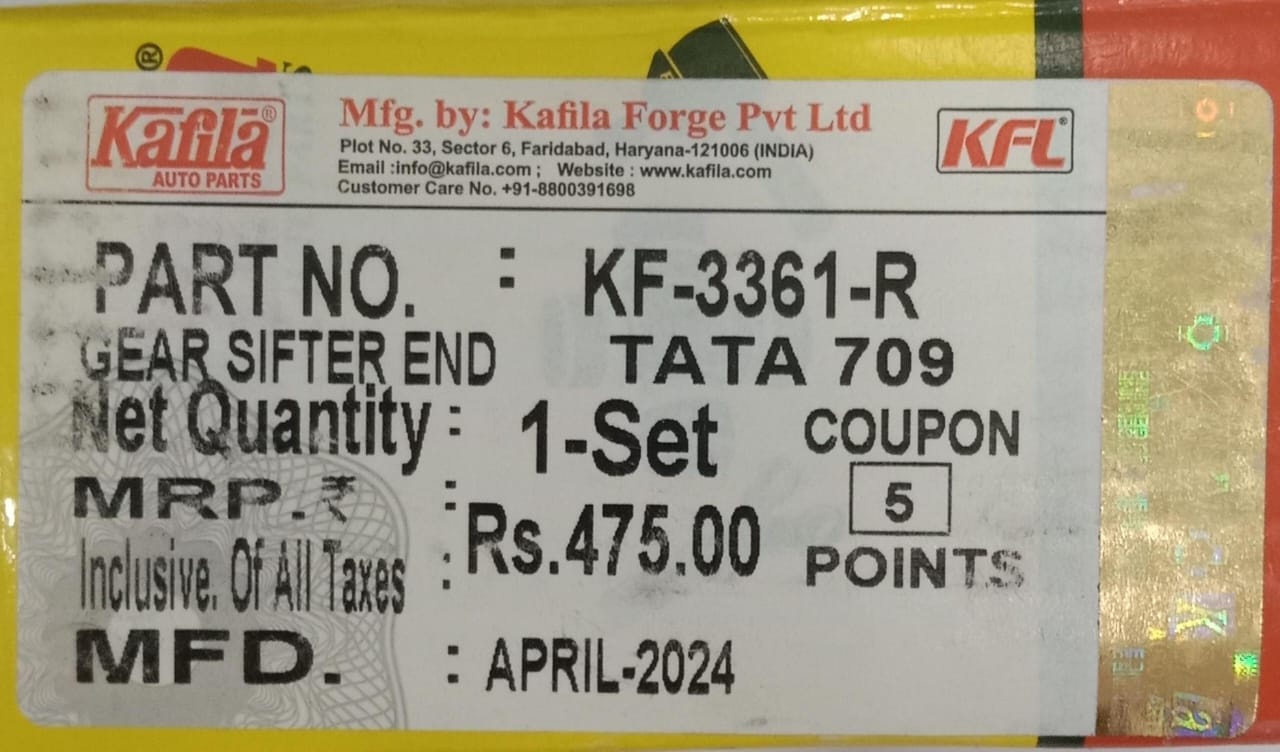 Kafila®
AUTO PARTS
Mfg. by: Kafila Forge Pvt Ltd
Plot No. 33, Sector 6, Faridabad, Haryana-121006 (INDIA)
Email :info@kafila.com ; Website : www.kafila.com
Customer Care No. +91-8800391698
KFL®
PART NO. : KF-3361-R
GEAR SIFTER END TATA 709
Net Quantity : 1-Set
COUPON
5
POINTS
MRP.₹ : Rs.475.00
Inclusive. Of All Taxes :
MFD. : APRIL-2024